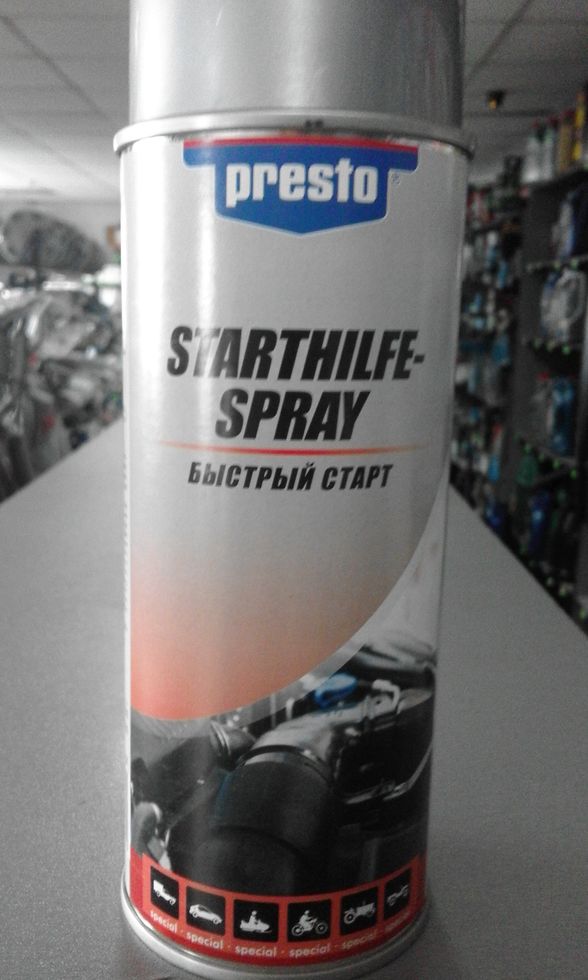 presto®
STARTHILFE-
SPRAY
БЫСТРЫЙ СТАРТ
special · special · special · special · special · special